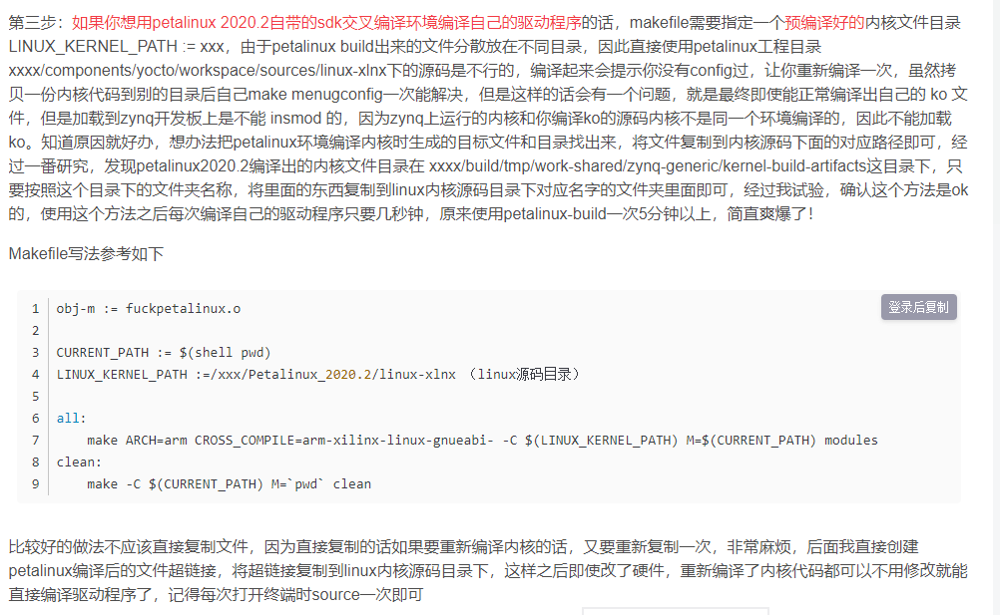 第三步：如果你想用petalinux 2020.2自带的sdk交叉编译环境编译自己的驱动程序的话，makefile需要指定一个预编译好的内核文件目录
LINUX_KERNEL_PATH := xxx，由于petalinux build出来的文件分散放在不同目录，因此直接使用petalinux工程目录
xxxx/components/yocto/workspace/sources/linux-xlnx下的源码是不行的，编译起来会提示你没有config过，让你重新编译一次，虽然拷
贝一份内核代码到别的目录后自己make menugconfig一次能解决，但是这样的话会有一个问题，就是最终即使能正常编译出自己的 ko 文
件，但是加载到zynq开发板上是不能 insmod 的，因为zynq上运行的内核和你编译ko的源码内核不是同一个环境编译的，因此不能加载
ko。知道原因就好办，想办法把petalinux环境编译内核时生成的目标文件和目录找出来，将文件复制到内核源码下面的对应路径即可，经
过一番研究，发现petalinux2020.2编译出的内核文件目录在 xxxx/build/tmp/work-shared/zynq-generic/kernel-build-artifacts这目录下，只
要按照这个目录下的文件夹名称，将里面的东西复制到linux内核源码目录下对应名字的文件夹里面即可，经过我试验，确认这个方法是ok
的，使用这个方法之后每次编译自己的驱动程序只要几秒钟，原来使用petalinux-build一次5分钟以上，简直爽爆了！
Makefile写法参考如下
登录后复制
1 obj-m := fuckpetalinux.o
2
3 CURRENT_PATH := $(shell pwd)
4 LINUX_KERNEL_PATH :=/xxx/Petalinux_2020.2/linux-xlnx （linux源码目录）
5
6 all:
7 make ARCH=arm CROSS_COMPILE=arm-xilinx-linux-gnueabi- -C $(LINUX_KERNEL_PATH) M=$(CURRENT_PATH) modules
8 clean:
9 make -C $(CURRENT_PATH) M=`pwd` clean
比较好的做法不应该直接复制文件，因为直接复制的话如果要重新编译内核的话，又要重新复制一次，非常麻烦，后面我直接创建
petalinux编译后的文件超链接，将超链接复制到linux内核源码目录下，这样之后即使改了硬件，重新编译了内核代码都可以不用修改就能
直接编译驱动程序了，记得每次打开终端时source一次即可